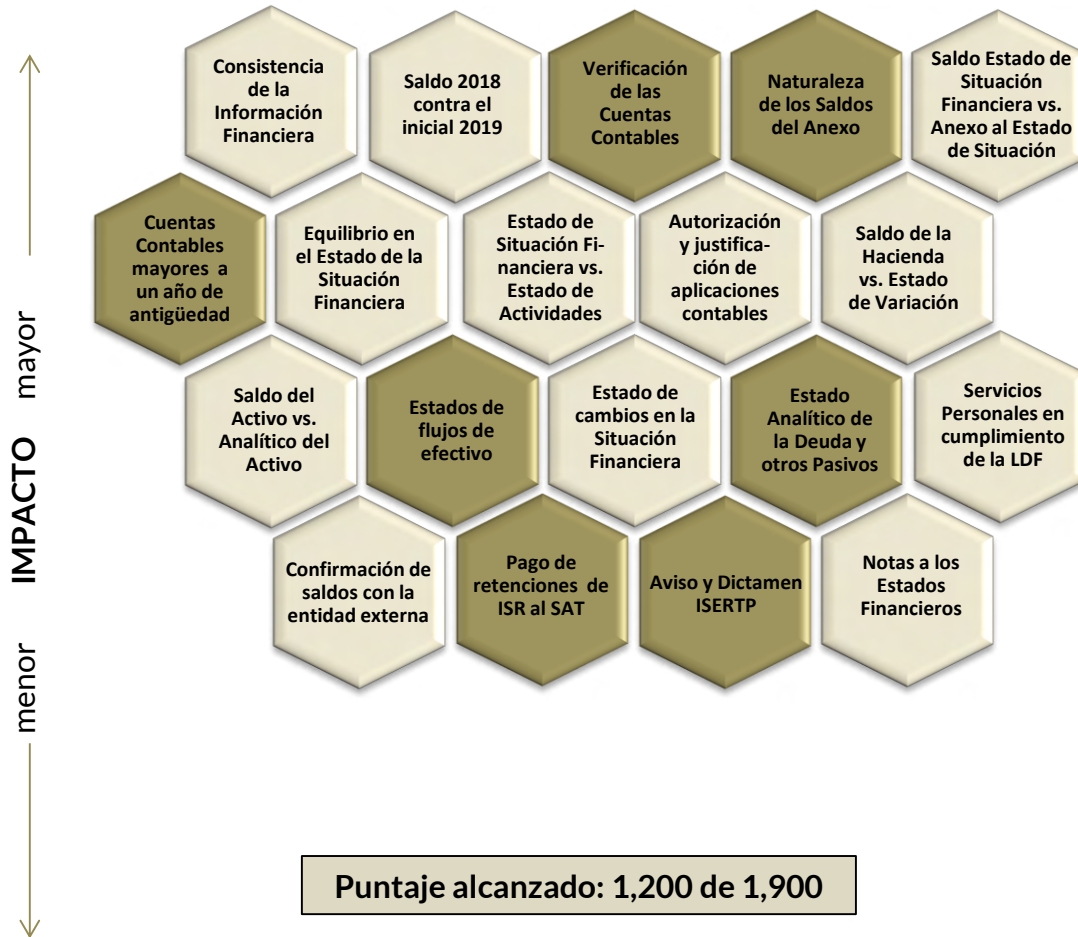 Consistencia
de la
Información
Financiera
Saldo 2018
contra el
inicial 2019
Verificación
de las
Cuentas
Contables
Naturaleza
de los Saldos
del Anexo
Saldo Estado de
Situación
Financiera vs.
Anexo al Estado
de Situación
Cuentas
Contables
mayores a
un año de
antigüedad
Equilibrio en
el Estado de la
Situación
Financiera
Estado de
Situación Fi-
nanciera vs.
Estado de
Actividades
Autorización
y justifica-
ción de
aplicaciones
contables
Saldo de la
Hacienda
vs. Estado
de Variación
Saldo del
Activo vs.
Analítico del
Activo
Estados de
flujos de
efectivo
Estado de
cambios en la
Situación
Financiera
Estado
Analítico de
la Deuda y
otros Pasivos
Servicios
Personales en
cumplimiento
de la LDF
Confirmación de
saldos con la
entidad externa
Pago de
retenciones de
ISR al SAT
Aviso y Dictamen
ISERTP
Notas a los
Estados
Financieros
menor IMPACTO mayor
Puntaje alcanzado: 1,200 de 1,900